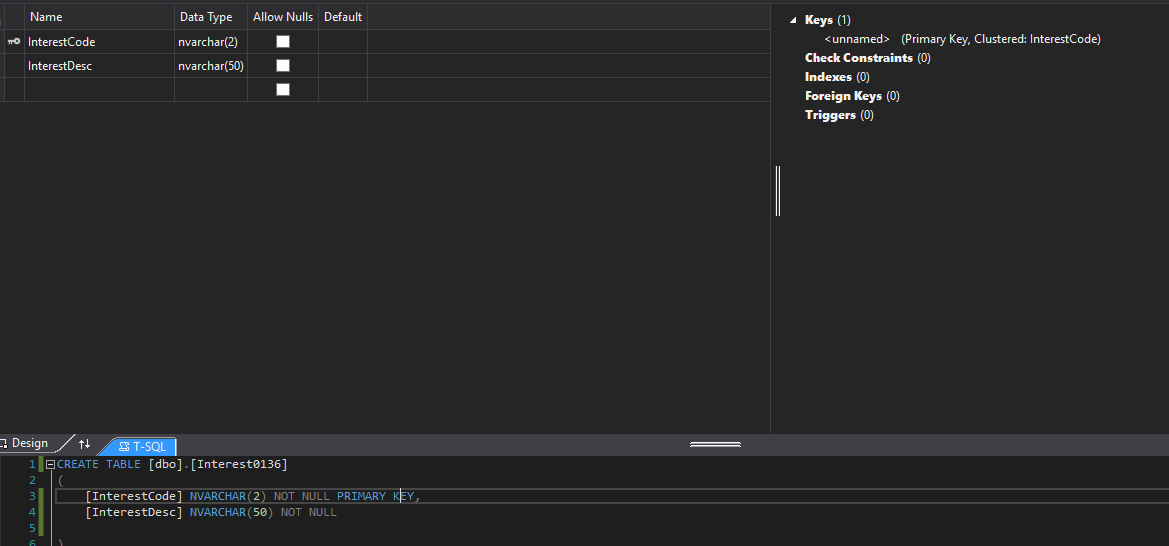 Name Data Type Allow Nulls Default
InterestCode nvarchar(2)
InterestDesc nvarchar(50)
Keys (1)
<unnamed> (Primary Key, Clustered: InterestCode)
Check Constraints (0)
Indexes (0)
Foreign Keys (0)
Triggers (0)
Design T-SQL
1 CREATE TABLE [dbo].[Interest0136]
2 (
3 [InterestCode] NVARCHAR(2) NOT NULL PRIMARY KEY,
4 [InterestDesc] NVARCHAR(50) NOT NULL
5
6 )